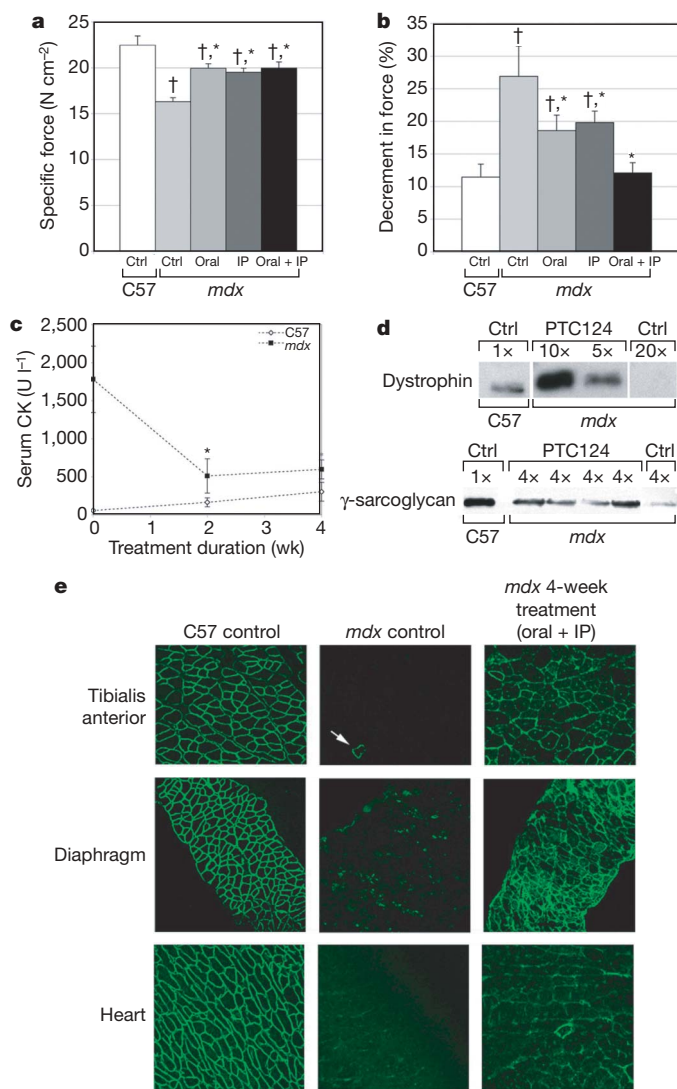 a
Specific force (N cm⁻²)
25
20
15
10
5
0
†
†,*
†,*
†,*
Ctrl
Ctrl
Oral
IP
Oral + IP
C57
mdx
b
Decrement in force (%)
35
30
25
20
15
10
5
0
†
†,*
†,*
*
Ctrl
Ctrl
Oral
IP
Oral + IP
C57
mdx
c
Serum CK (U l⁻¹)
2,500
2,000
1,500
1,000
500
0
C57
mdx
*
*
0 1 2 3 4
Treatment duration (wk)
d
Ctrl PTC124 Ctrl
1× 10× 5× 20×
Dystrophin
C57 mdx
Ctrl PTC124 Ctrl
1× 4× 4× 4× 4× 4×
γ-sarcoglycan
C57 mdx
e
C57 control
mdx control
mdx 4-week
treatment
(oral + IP)
Tibialis
anterior
Diaphragm
Heart